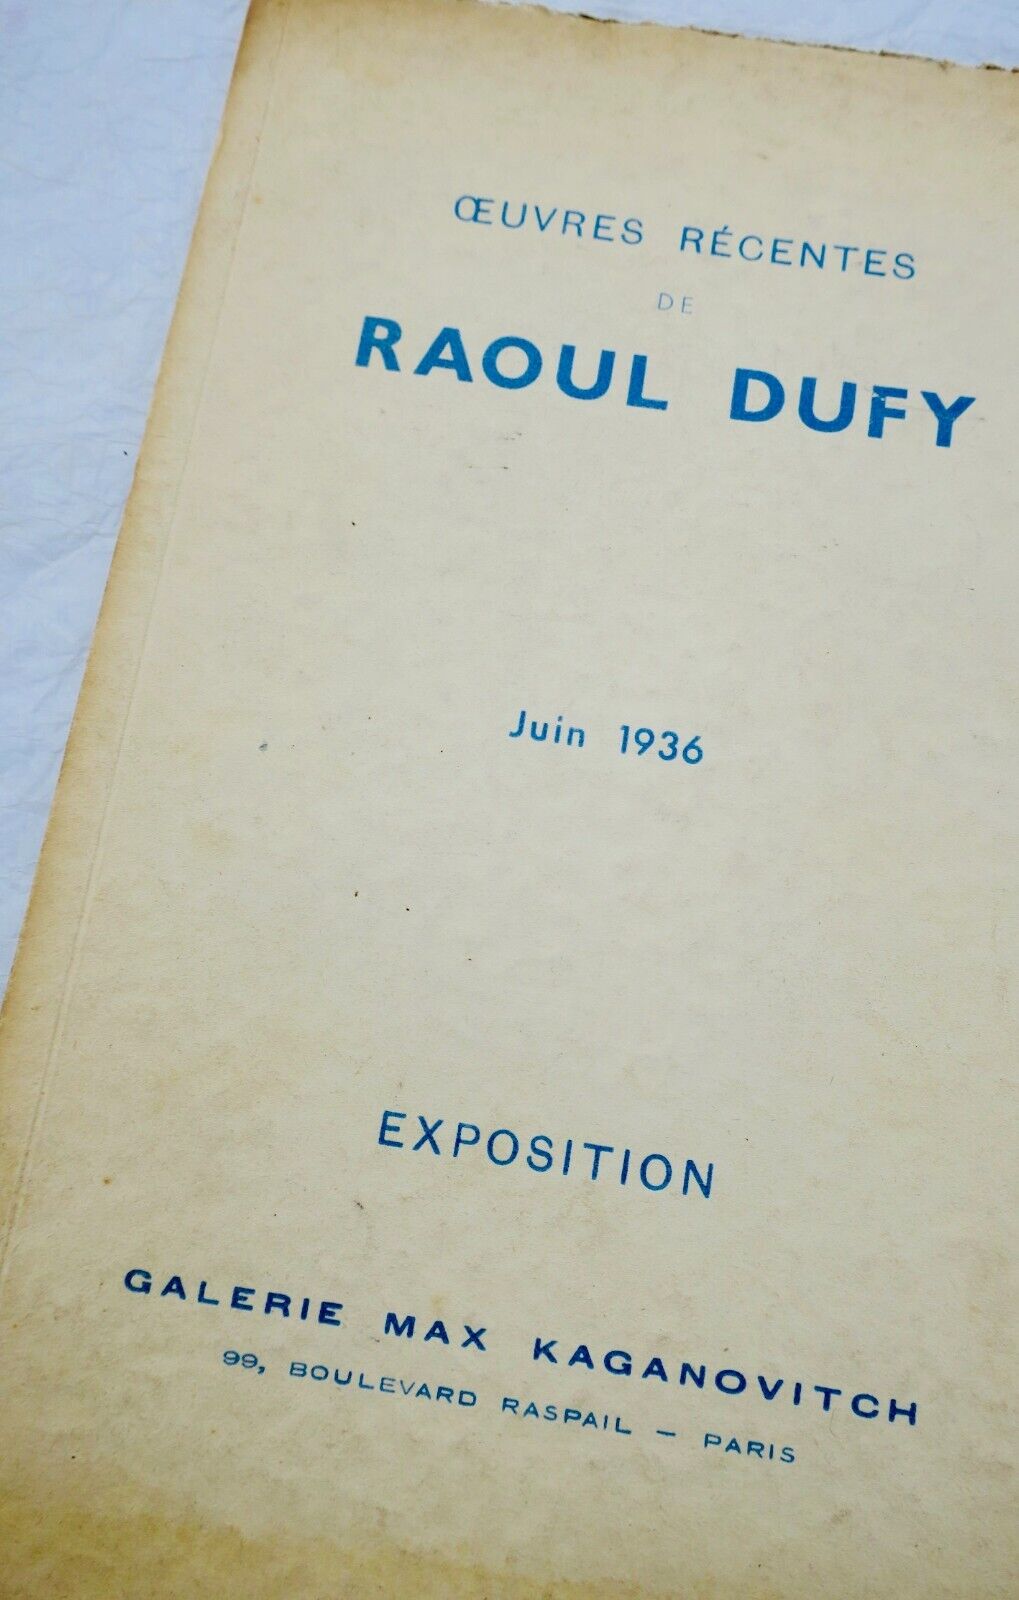 ŒUVRES RÉCENTES
DE
RAOUL DUFY
Juin 1936
EXPOSITION
GALERIE MAX KAGANOVITCH
99, BOULEVARD RASPAIL – PARIS